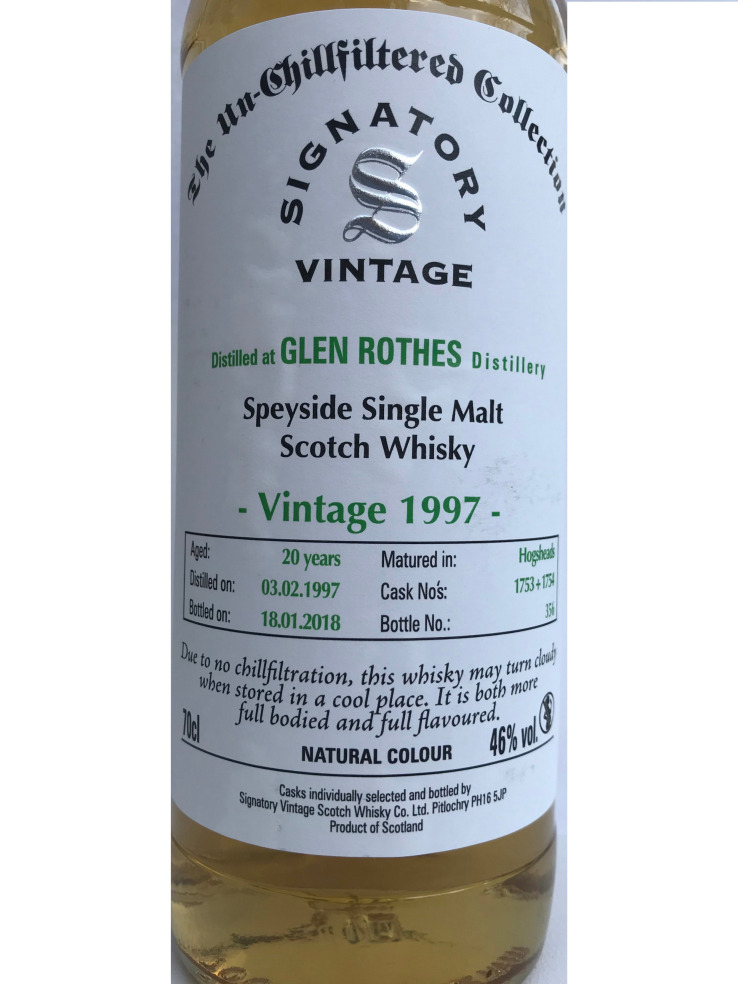 The Un-Chillfiltered Collection
SIGNATORY
S
VINTAGE
Distilled at GLEN ROTHES Distillery
Speyside Single Malt
Scotch Whisky
- Vintage 1997 -
Aged: 20 years Matured in: Hogsheads
Distilled on: 03.02.1997 Cask No's: 1753+1754
Bottled on: 18.01.2018 Bottle No.: 356
Due to no chillfiltration, this whisky may turn cloudy
when stored in a cool place. It is both more
full bodied and full flavoured.
70cl NATURAL COLOUR 46% vol. S
Casks individually selected and bottled by
Signatory Vintage Scotch Whisky Co. Ltd. Pitlochry PH16 5JP
Product of Scotland